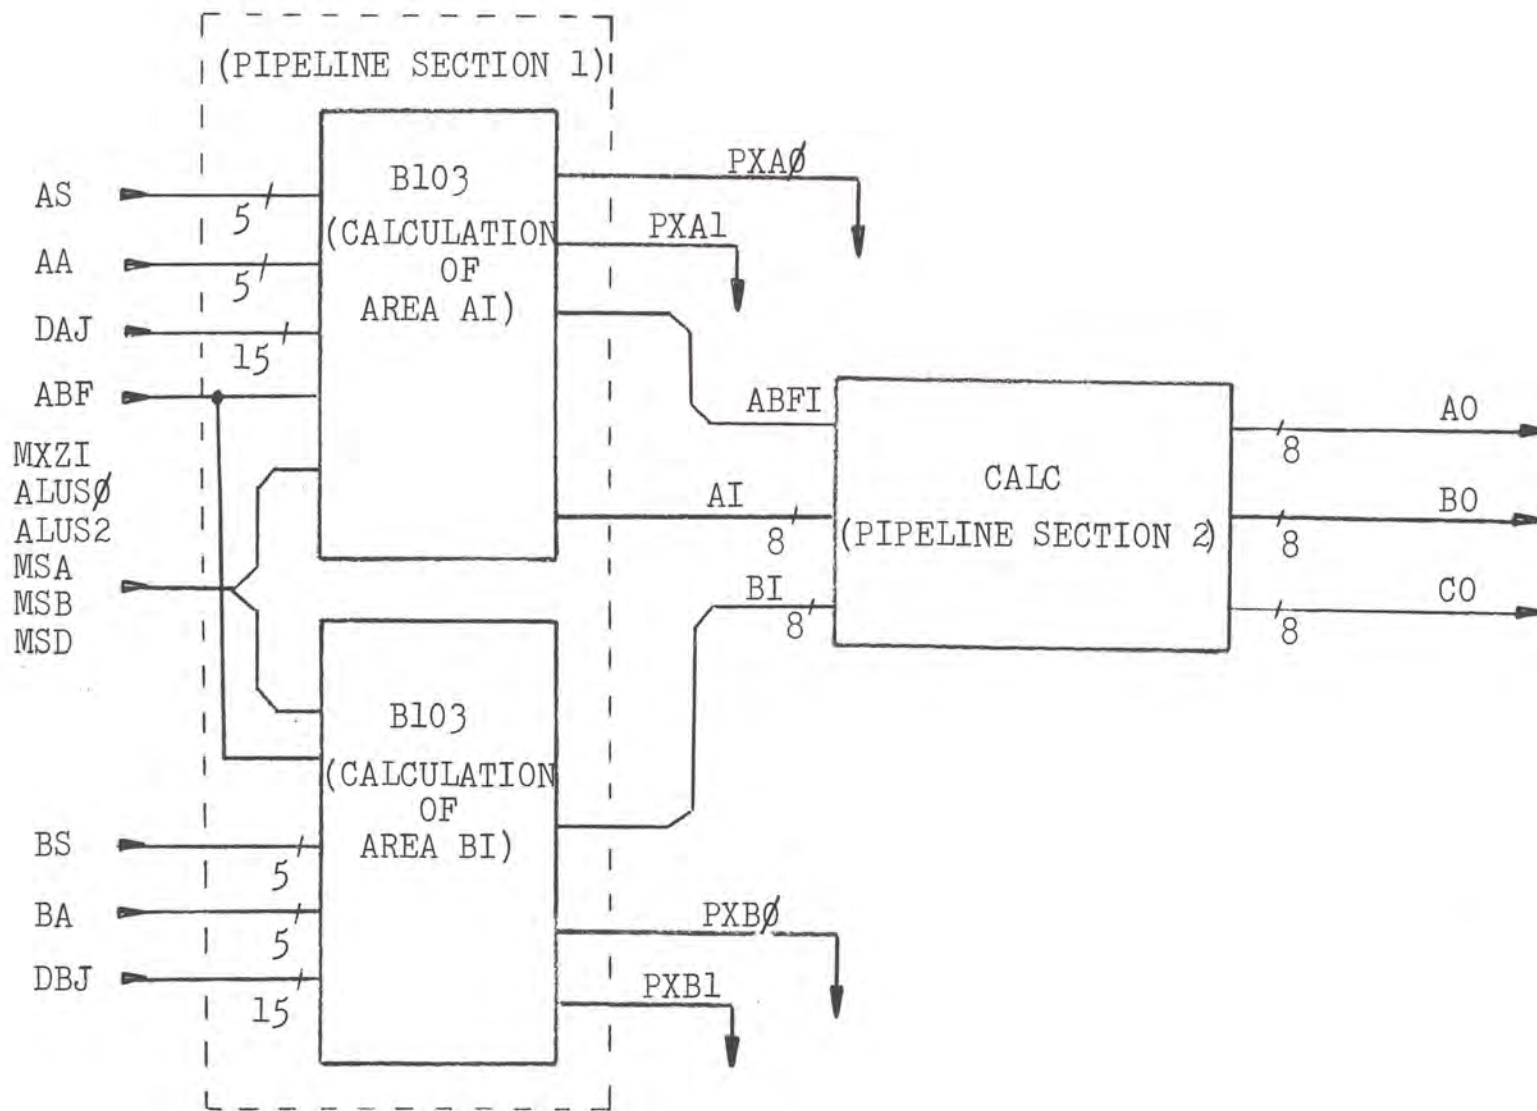 (PIPELINE SECTION 1)
B103
(CALCULATION
OF
AREA AI)
AS
5
AA
5
DAJ
15
ABF
MXZI
ALUSØ
ALUS2
MSA
MSB
MSD
PXAØ
PXA1
ABFI
AI
8
BI
8
CALC
(PIPELINE SECTION 2)
AO
8
BO
8
CO
8
B103
(CALCULATION
OF
AREA BI)
BS
5
BA
5
DBJ
15
PXBØ
PXB1